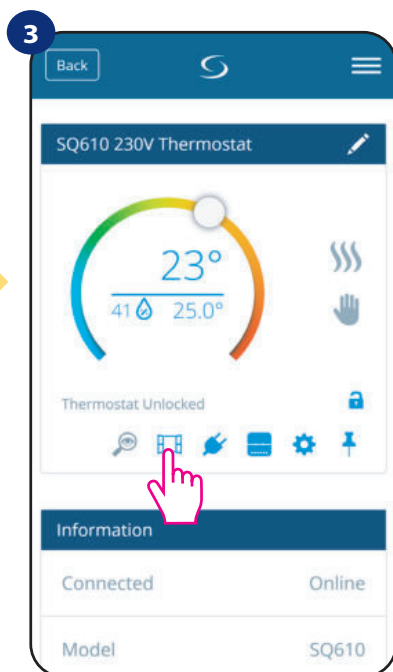 3
Back
SQ610 230V Thermostat
23°
41 25.0°
Thermostat Unlocked
Information
Connected Online
Model SQ610